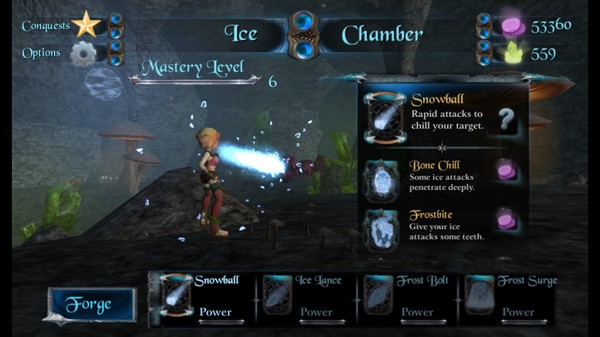 Conquests
Options
Ice Chamber
53360
559
Mastery Level
6
Snowball
Rapid attacks to
chill your target.
?
Bone Chill
Some ice attacks
penetrate deeply.
Frostbite
Give your ice
attacks some teeth.
Forge
Snowball
Power
Ice Lance
Power
Frost Bolt
Power
Frost Surge
Power